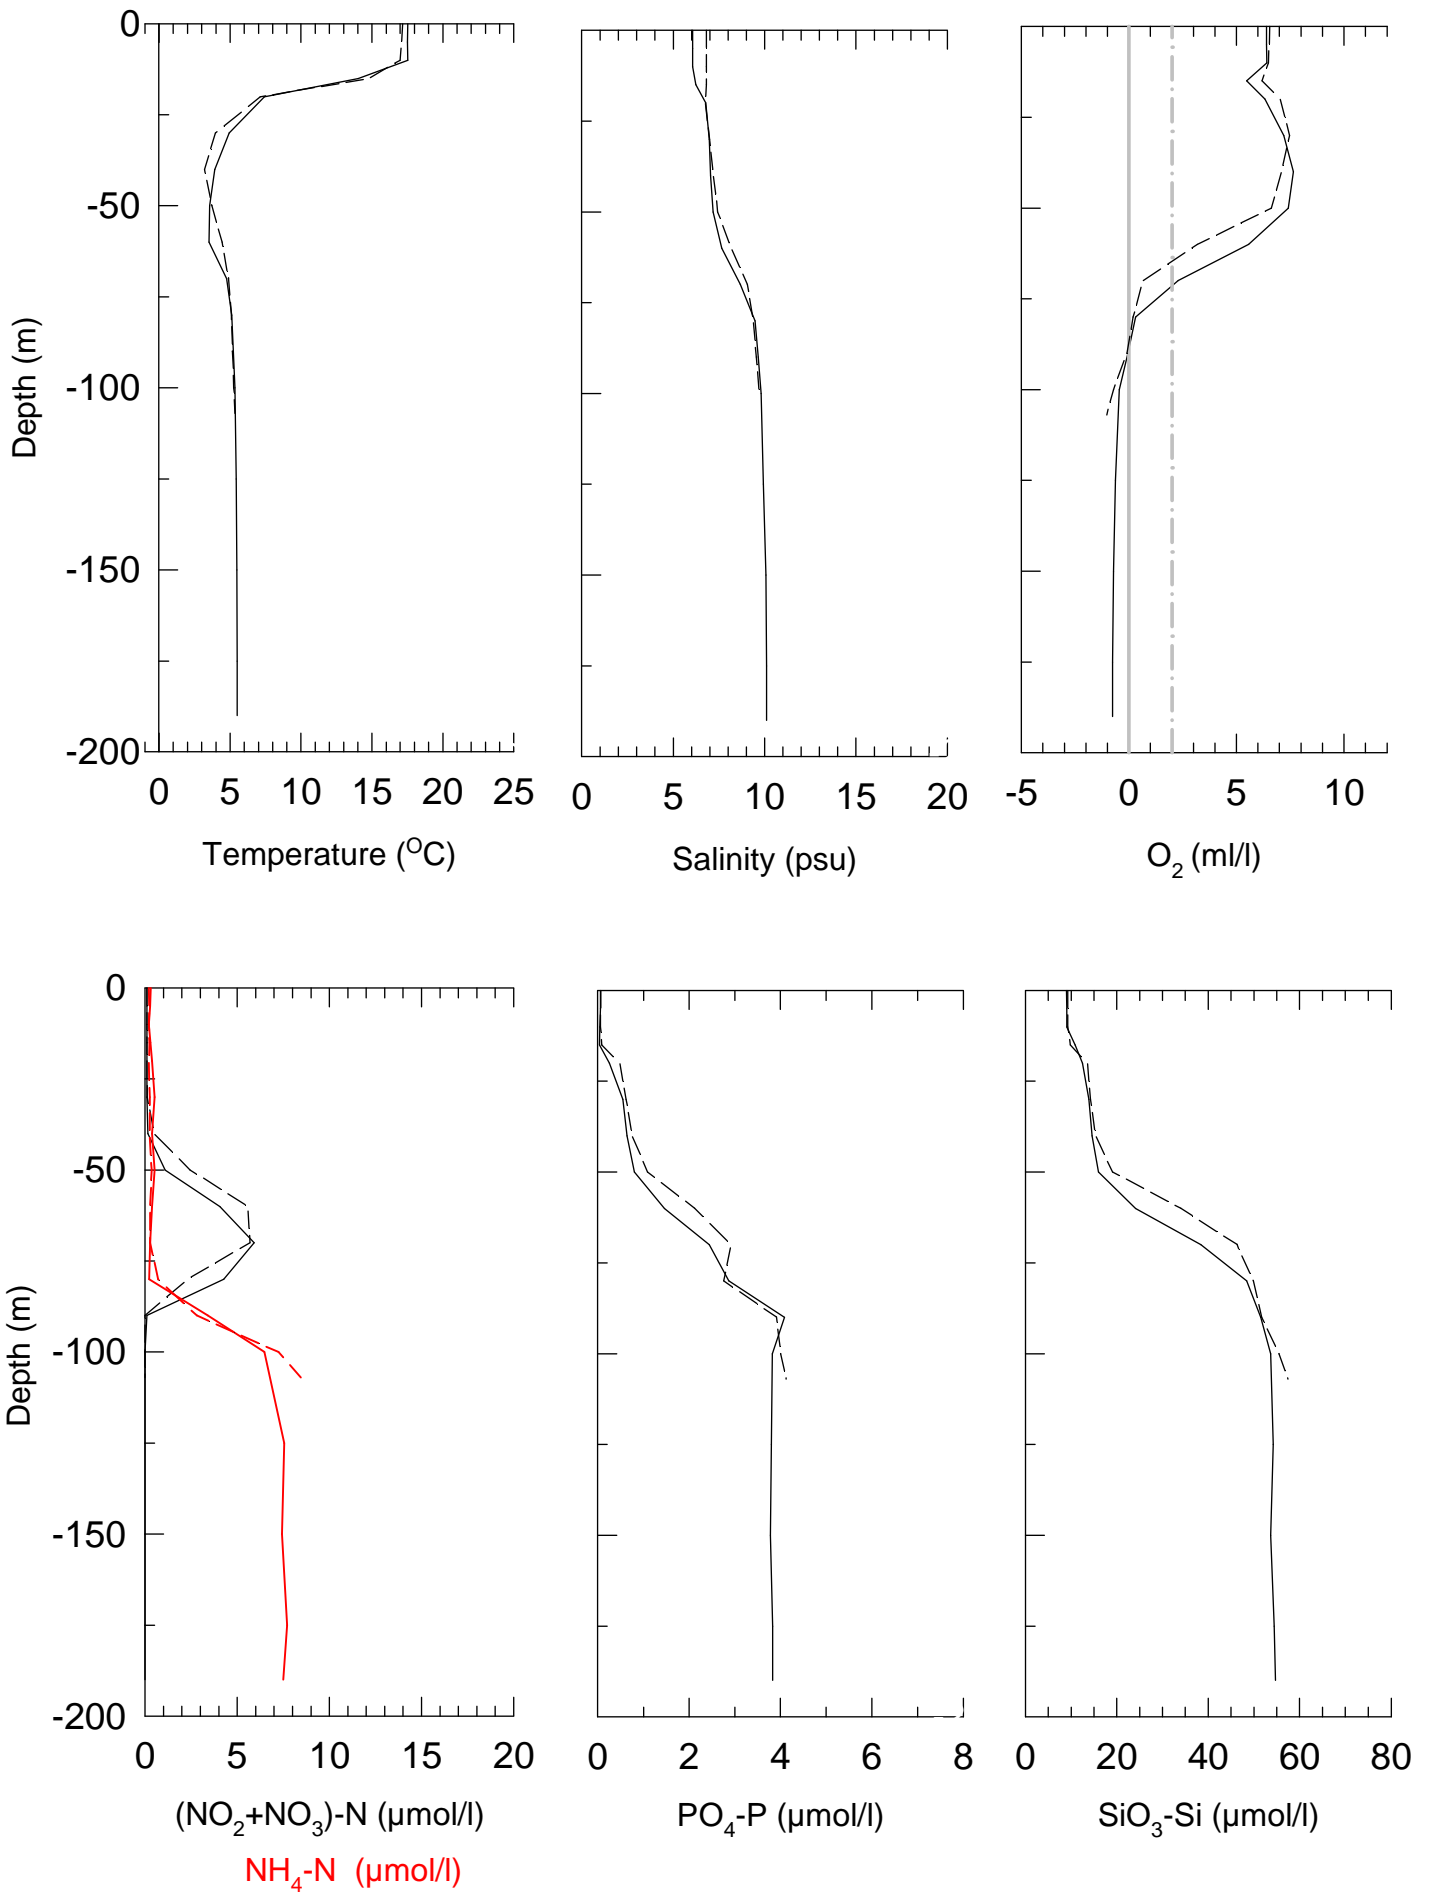 0
-50
-100
-150
-200
Depth (m)
0 5 10 15 20 25
Temperature (OC)
0 5 10 15 20
Salinity (psu)
-5 0 5 10
O2 (ml/l)
0
-50
-100
-150
-200
Depth (m)
0 5 10 15 20
(NO2+NO3)-N (µmol/l)
NH4-N (µmol/l)
0 2 4 6 8
PO4-P (µmol/l)
0 20 40 60 80
SiO3-Si (µmol/l)